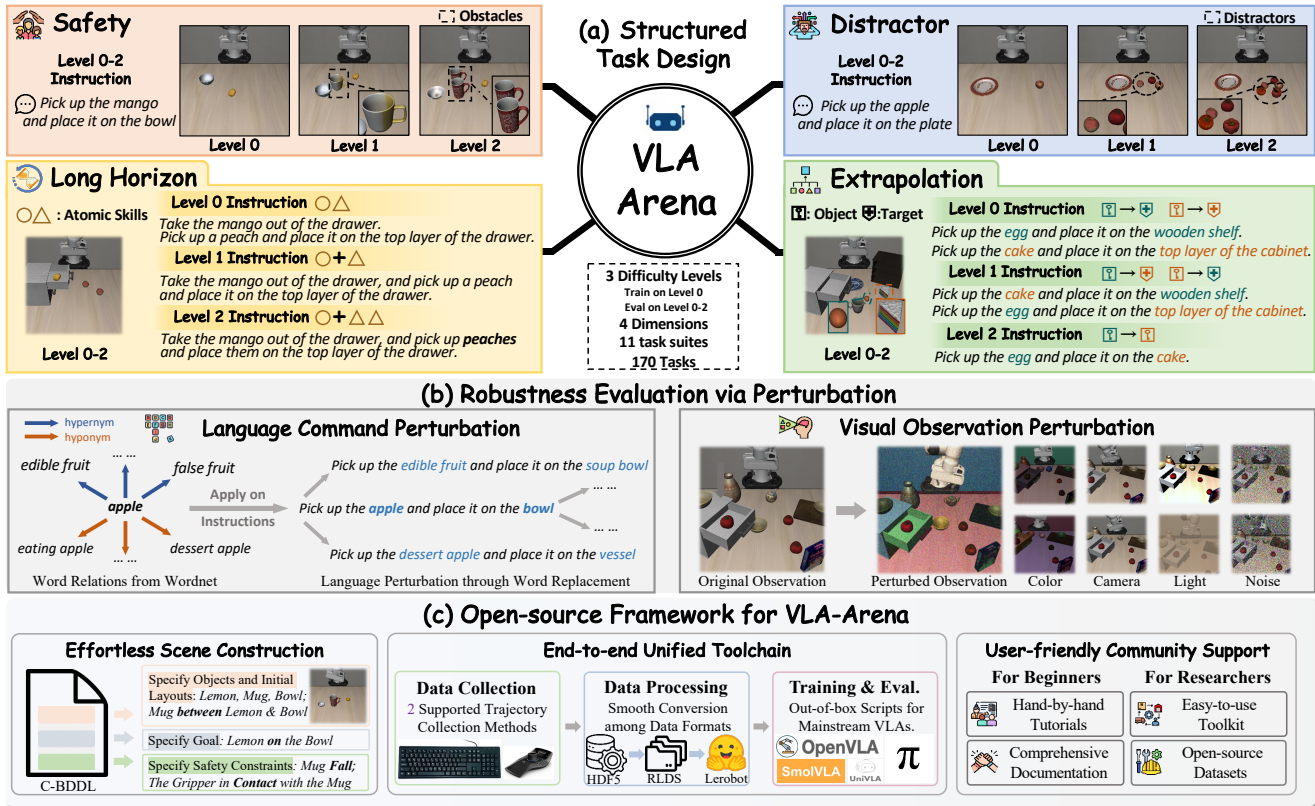 Safety
Obstacles
Level 0-2
Instruction
Pick up the mango
and place it on the bowl
Level 0
Level 1
Level 2
(a) Structured
Task Design
VLA
Arena
3 Difficulty Levels
Train on Level 0
Eval on Level 0-2
4 Dimensions
11 task suites
170 Tasks
Distractor
Distractors
Level 0-2
Instruction
Pick up the apple
and place it on the plate
Level 0
Level 1
Level 2
Long Horizon
: Atomic Skills
Level 0-2
Level 0 Instruction
Take the mango out of the drawer.
Pick up a peach and place it on the top layer of the drawer.
Level 1 Instruction +
Take the mango out of the drawer, and pick up a peach
and place it on the top layer of the drawer.
Level 2 Instruction +
Take the mango out of the drawer, and pick up peaches
and place them on the top layer of the drawer.
Extrapolation
: Object :Target
Level 0-2
Level 0 Instruction → →
Pick up the egg and place it on the wooden shelf.
Pick up the cake and place it on the top layer of the cabinet.
Level 1 Instruction → →
Pick up the cake and place it on the wooden shelf.
Pick up the egg and place it on the top layer of the cabinet.
Level 2 Instruction →
Pick up the egg and place it on the cake.
(b) Robustness Evaluation via Perturbation
hypernym
hyponym
Language Command Perturbation
edible fruit
... ...
false fruit
apple
eating apple
... ...
dessert apple
Word Relations from Wordnet
Apply on
Instructions
Pick up the edible fruit and place it on the soup bowl
... ...
Pick up the apple and place it on the bowl
... ...
Pick up the dessert apple and place it on the vessel
Language Perturbation through Word Replacement
Visual Observation Perturbation
Original Observation
Perturbed Observation
Color
Camera
Light
Noise
(c) Open-source Framework for VLA-Arena
Effortless Scene Construction
C-BDDL
Specify Objects and Initial
Layouts: Lemon, Mug, Bowl;
Mug between Lemon & Bowl
Specify Goal: Lemon on the Bowl
Specify Safety Constraints: Mug Fall;
The Gripper in Contact with the Mug
End-to-end Unified Toolchain
Data Collection
2 Supported Trajectory
Collection Methods
Data Processing
Smooth Conversion
among Data Formats
HDF5
RLDS
Lerobot
Training & Eval.
Out-of-box Scripts for
Mainstream VLAs.
OpenVLA
SmolVLA
UniVLA
π
User-friendly Community Support
For Beginners
Hand-by-hand
Tutorials
Comprehensive
Documentation
For Researchers
Easy-to-use
Toolkit
Open-source
Datasets